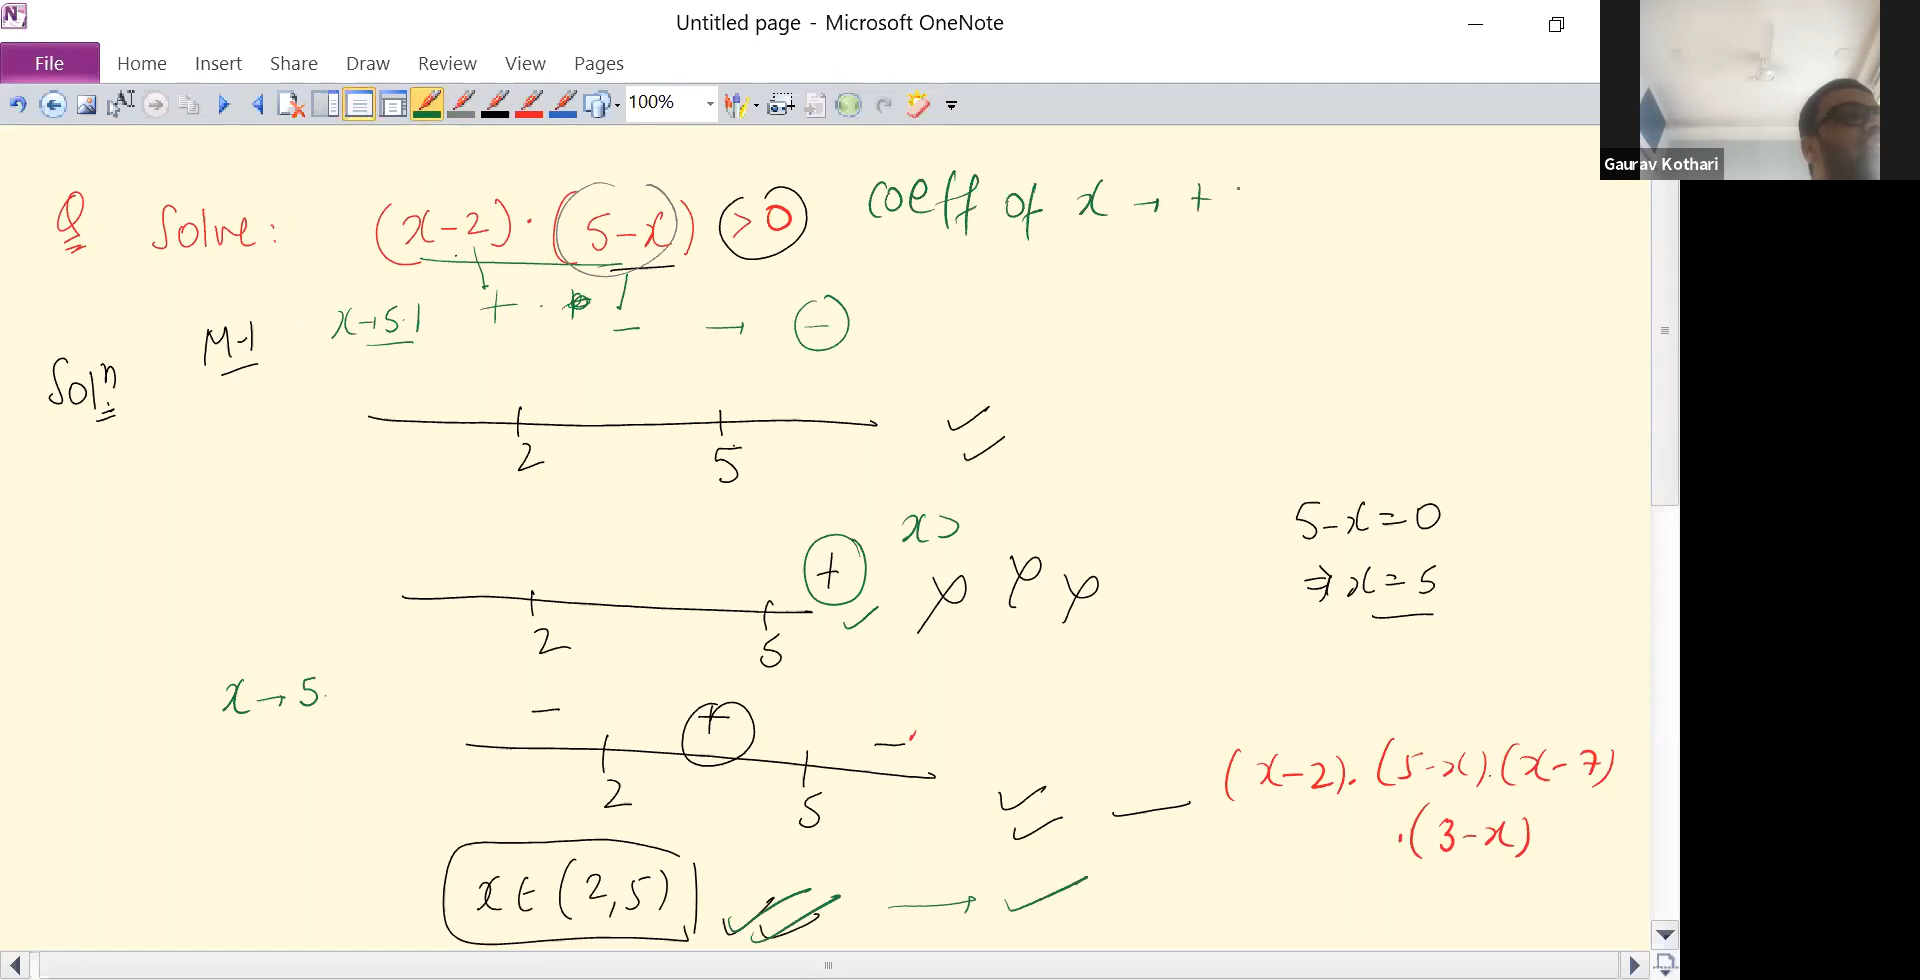 Untitled page - Microsoft OneNote
File Home Insert Share Draw Review View Pages
100%
Gaurav Kothari
Q Solve: (x-2)·(5-x) >0 coeff of x → +
x→5.1 + · - → -
M-1
Solⁿ
2 5
x>
+
2 5
5-x=0
⇒ x=5
x→5.
- + -
2 5
(x-2).(5-x).(x-7)
.(3-x)
x∈(2,5)